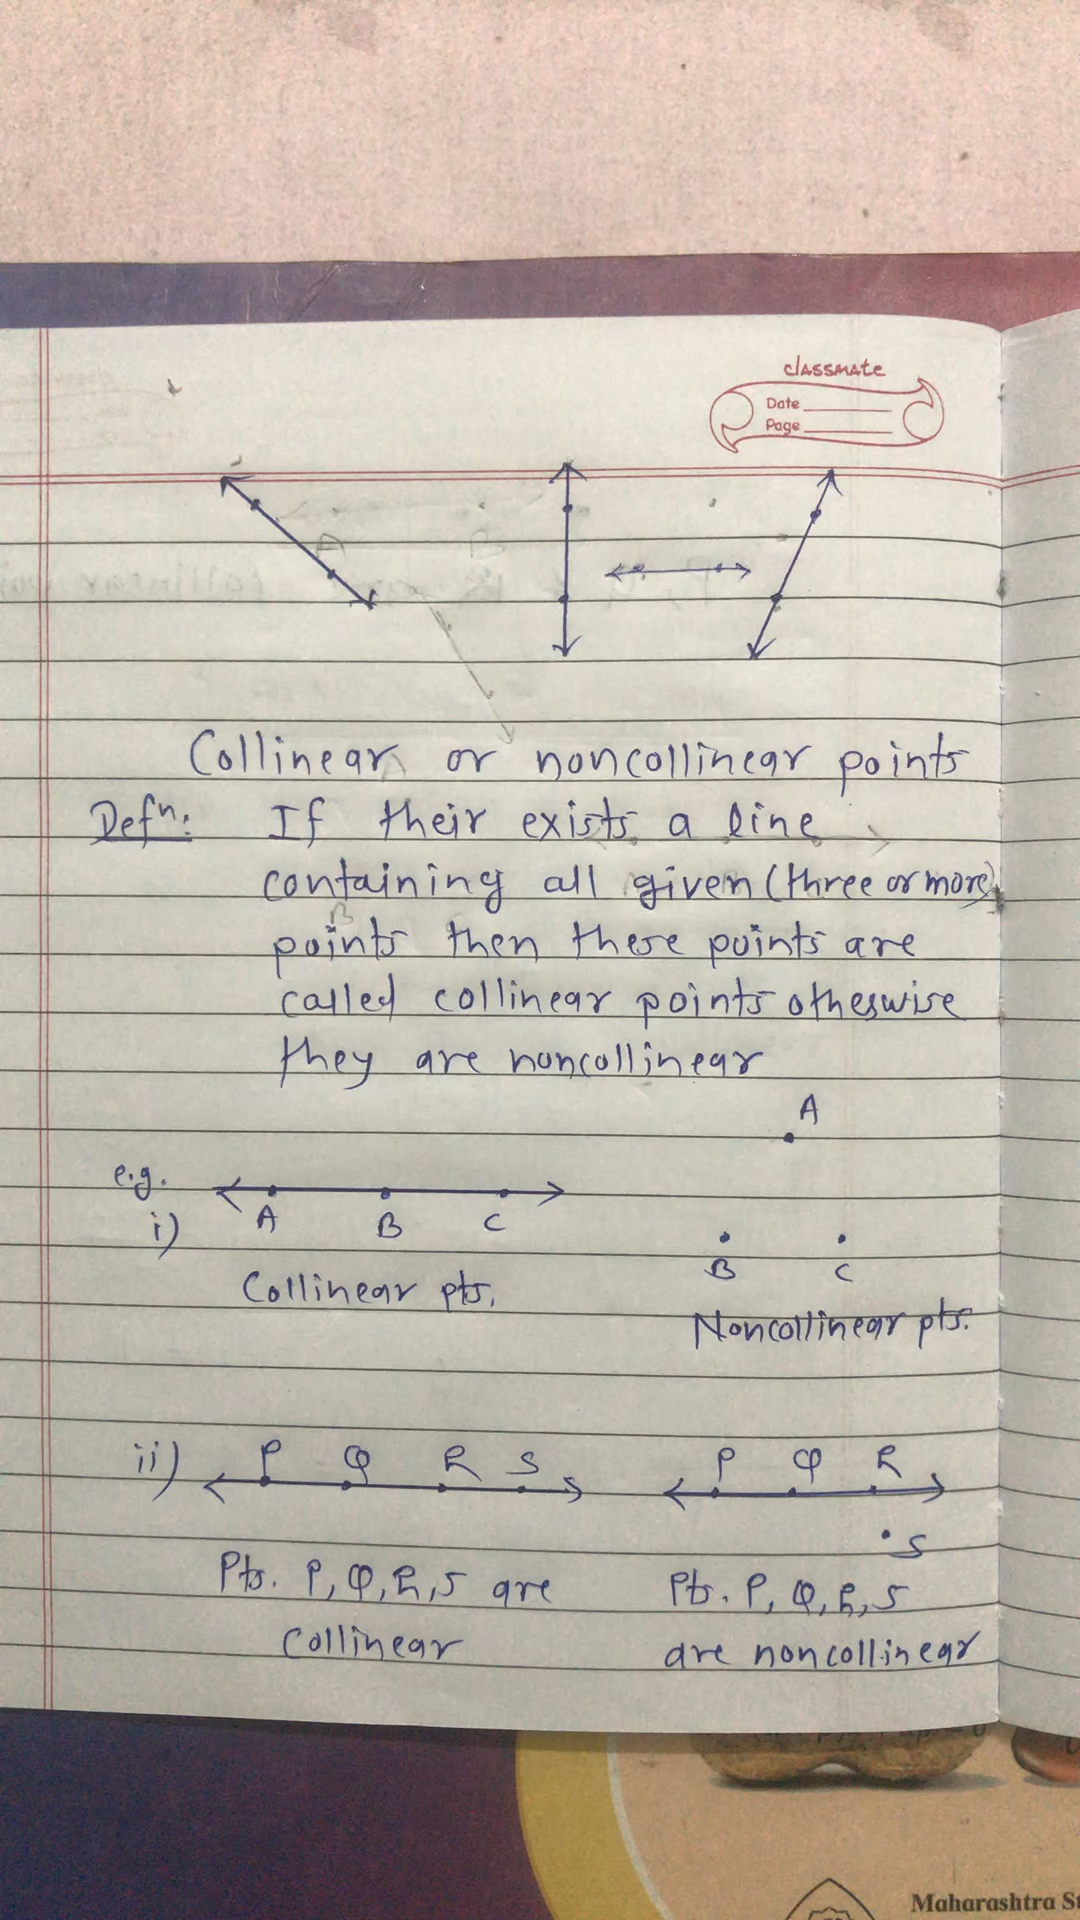 classmate
Date
Page
Collinear or noncollinear points
Defn: If their exists a line
containing all given (three or more)
points then these points are
called collinear points otheswise
they are noncollinear
A
e.g.
i) A B C
B C
Collinear pts.
Noncollinear pts.
ii) P Q R S P Q R
S
Pts. P, Q, R, S are
Collinear
Pts. P, Q, R, S
are noncollinear
Maharashtra St